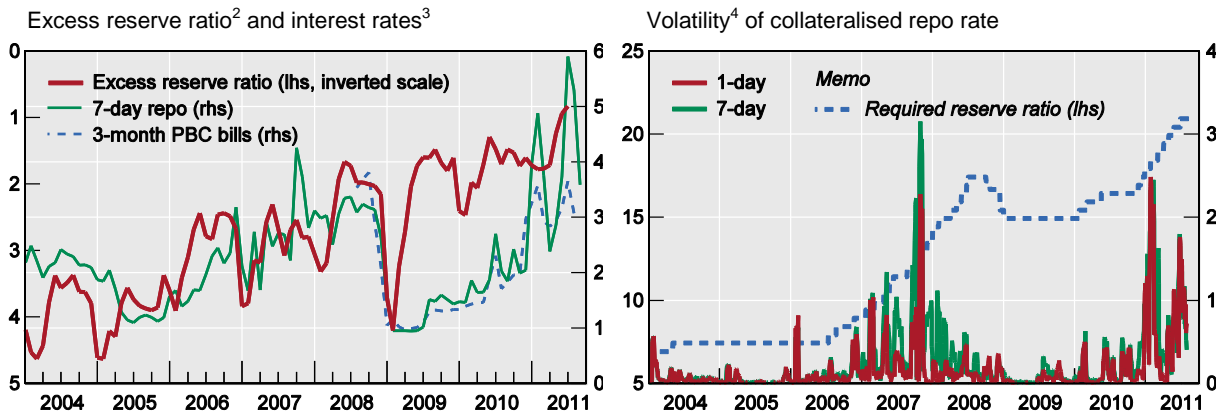 Excess reserve ratio² and interest rates³
0
1
2
3
4
5
Excess reserve ratio (lhs, inverted scale)
7-day repo (rhs)
3-month PBC bills (rhs)
6
5
4
3
2
1
0
2004 2005 2006 2007 2008 2009 2010 2011
Volatility⁴ of collateralised repo rate
25
20
15
10
5
1-day
7-day
Memo
Required reserve ratio (lhs)
4
3
2
1
0
2004 2005 2006 2007 2008 2009 2010 2011